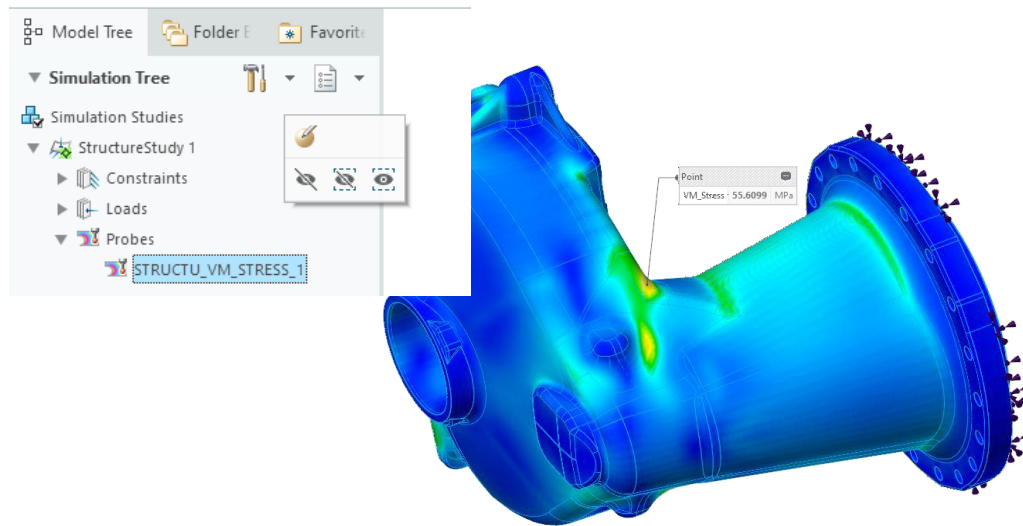 Model Tree
Folder
Favorite
Simulation Tree
Simulation Studies
StructureStudy 1
Constraints
Loads
Probes
STRUCTU_VM_STRESS_1
Point
VM_Stress : 55.6099 MPa